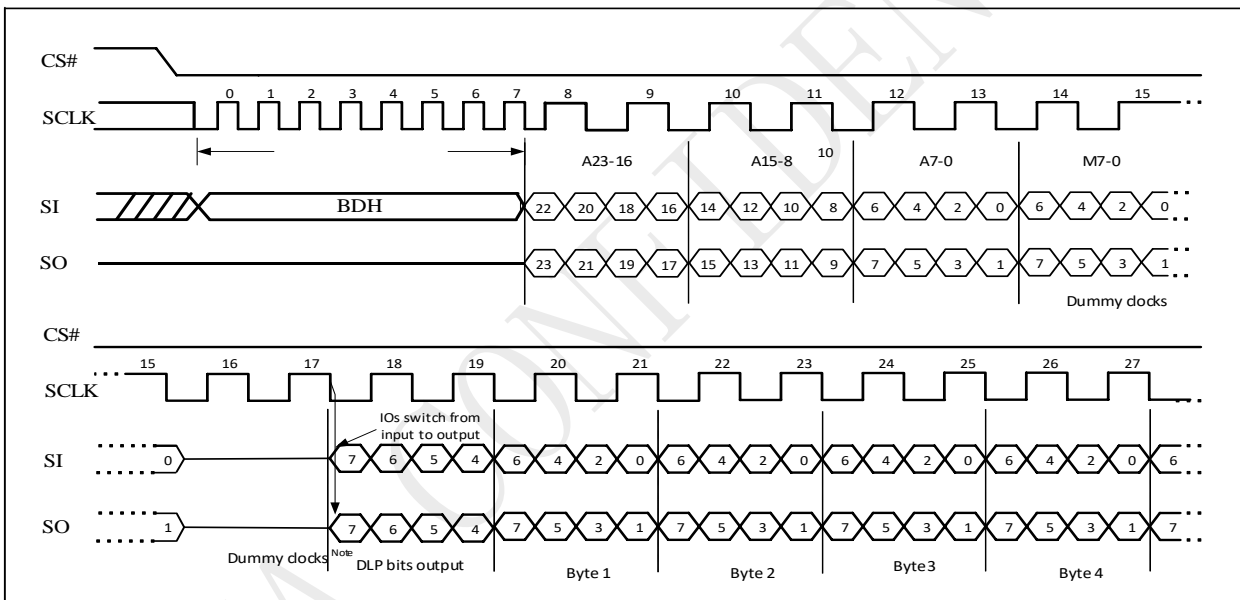 CS#
0 1 2 3 4 5 6 7 8 9 10 11 12 13 14 15
SCLK
A23-16 A15-8 10 A7-0 M7-0
SI BDH 22 20 18 16 14 12 10 8 6 4 2 0 6 4 2 0
SO 23 21 19 17 15 13 11 9 7 5 3 1 7 5 3 1
Dummy clocks
CS#
15 16 17 18 19 20 21 22 23 24 25 26 27
SCLK
IOs switch from
input to output
SI 0 7 6 5 4 6 4 2 0 6 4 2 0 6 4 2 0 6 4 2 0 6
SO 1 7 6 5 4 7 5 3 1 7 5 3 1 7 5 3 1 7 5 3 1 7
Dummy clocks Note DLP bits output Byte 1 Byte 2 Byte 3 Byte 4
A CONFIDEN